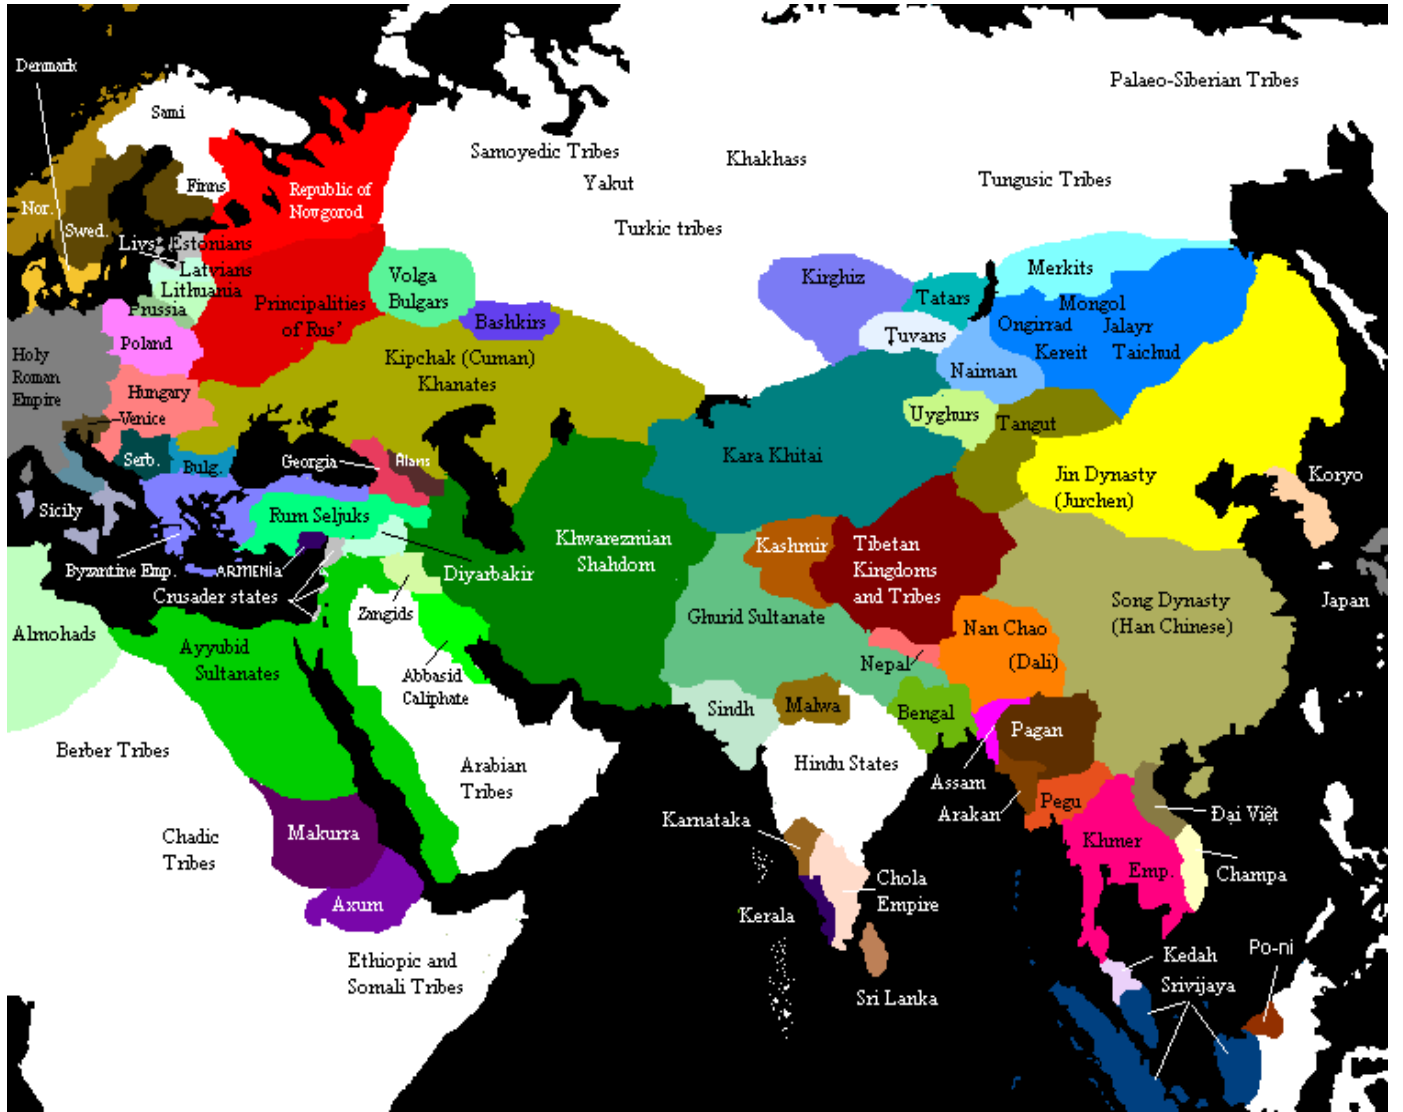 Denmark
Palaeo-Siberian Tribes
Sami
Samoyedic Tribes
Khakhass
Yakut
Tungusic Tribes
Finns
Republic of
Novgorod
Nor.
Swed.
Turkic tribes
Livs
Estonians
Latvians
Lithuania
Prussia
Volga
Bulgars
Principalities
of Rus'
Bashkirs
Kirghiz
Tatars
Merkits
Mongol
Ongirrad
Jalayr
Kereit
Taichud
Tuvans
Naiman
Poland
Holy
Roman
Empire
Kipchak (Cuman)
Khanates
Hungary
Venice
Uyghurs
Tangut
Serb.
Bulg.
Georgia
Alans
Kara Khitai
Jin Dynasty
(Jurchen)
Koryo
Sicily
Rum Seljuks
Khwarezmian
Shahdom
Kashmir
Tibetan
Kingdoms
and Tribes
Byzantine Emp.
ARMENiA
Diyarbakir
Crusader states
Zangids
Ghurid Sultanate
Song Dynasty
(Han Chinese)
Japan
Almohads
Ayyubid
Sultanates
Abbasid
Caliphate
Nan Chao
(Dali)
Nepal
Sindh
Malwa
Bengal
Pagan
Berber Tribes
Arabian
Tribes
Hindu States
Assam
Arakan
Pegu
Đại Việt
Chadic
Tribes
Makurra
Karnataka
Khmer
Emp.
Champa
Axum
Chola
Empire
Kerala
Ethiopic and
Somali Tribes
Sri Lanka
Kedah
Srivijaya
Po-ni